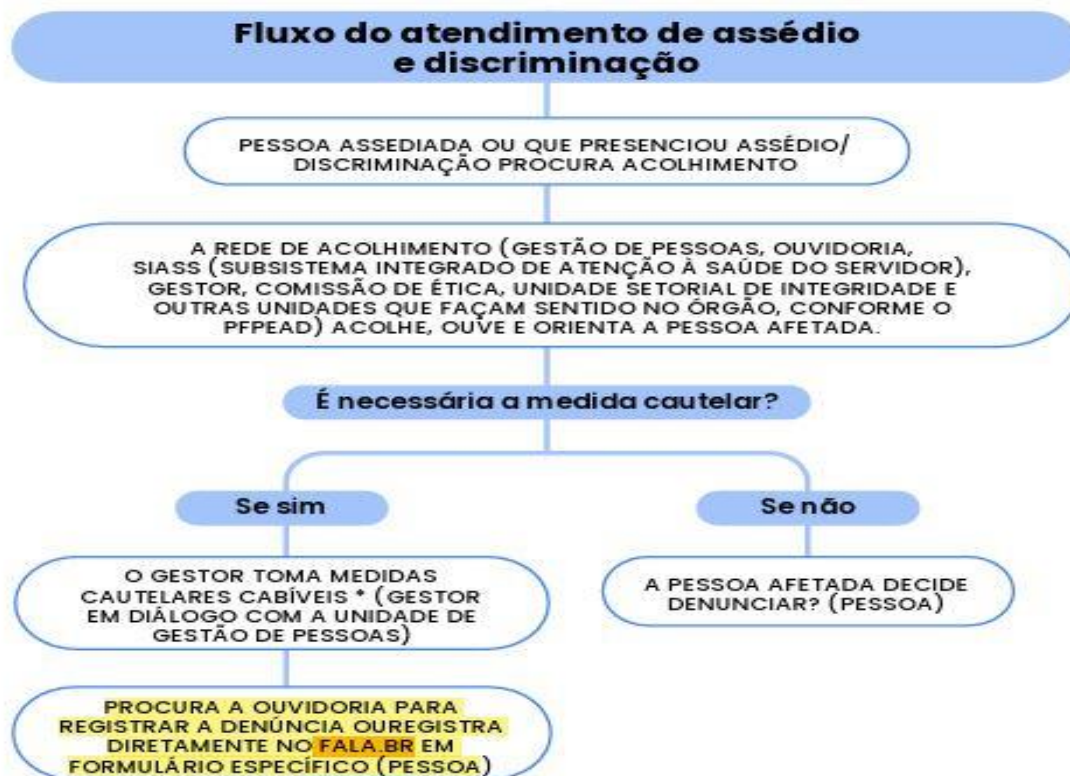 Fluxo do atendimento de assédio
e discriminação
PESSOA ASSEDIADA OU QUE PRESENCIOU ASSÉDIO/
DISCRIMINAÇÃO PROCURA ACOLHIMENTO
A REDE DE ACOLHIMENTO (GESTÃO DE PESSOAS, OUVIDORIA,
SIASS (SUBSISTEMA INTEGRADO DE ATENÇÃO À SAÚDE DO SERVIDOR),
GESTOR, COMISSÃO DE ÉTICA, UNIDADE SETORIAL DE INTEGRIDADE E
OUTRAS UNIDADES QUE FAÇAM SENTIDO NO ÓRGÃO, CONFORME O
PFPEAD) ACOLHE, OUVE E ORIENTA A PESSOA AFETADA.
É necessária a medida cautelar?
Se sim
Se não
O GESTOR TOMA MEDIDAS
CAUTELARES CABÍVEIS * (GESTOR
EM DIÁLOGO COM A UNIDADE DE
GESTÃO DE PESSOAS)
A PESSOA AFETADA DECIDE
DENUNCIAR? (PESSOA)
PROCURA A OUVIDORIA PARA
REGISTRAR A DENÚNCIA OUREGISTRA
DIRETAMENTE NO FALA.BR EM
FORMULÁRIO ESPECÍFICO (PESSOA)